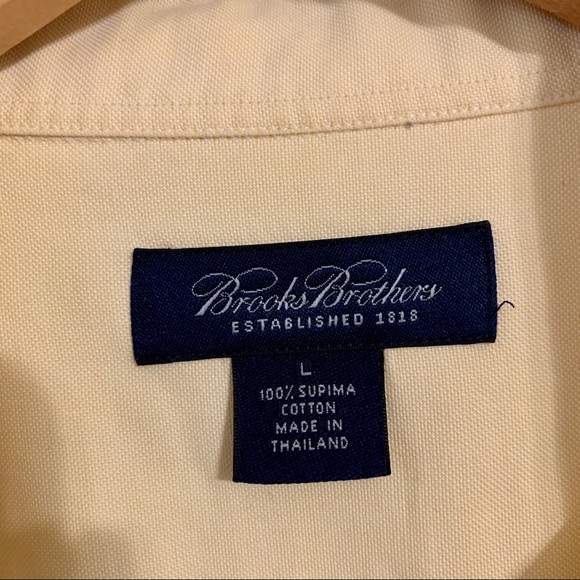 Brooks Brothers
ESTABLISHED 1818
L
100% SUPIMA
COTTON
MADE IN
THAILAND